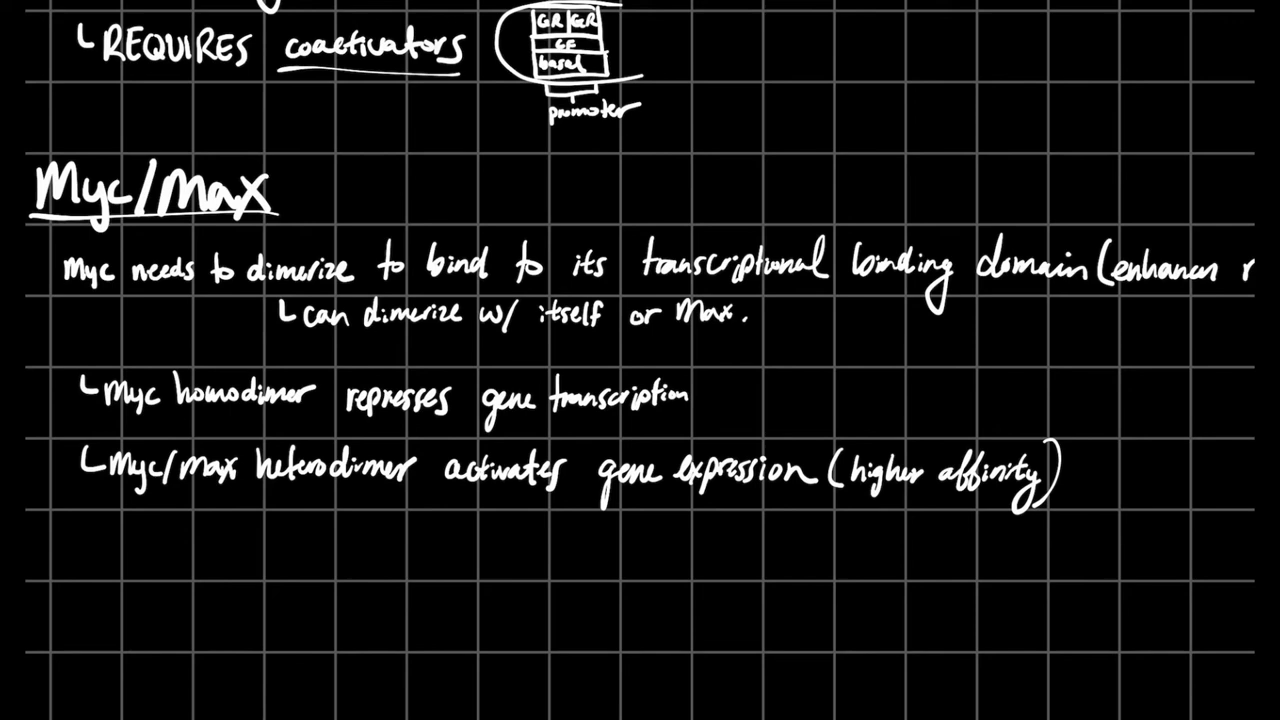 └ REQUIRES coactivators
GR GR
CF
basal
promoter
Myc/Max
Myc needs to dimerize to bind to its transcriptional binding domain (enhancer r
└ can dimerize w/ itself or Max.
└ Myc homodimer represses gene transcription
└ Myc/Max heterodimer activates gene expression (higher affinity)